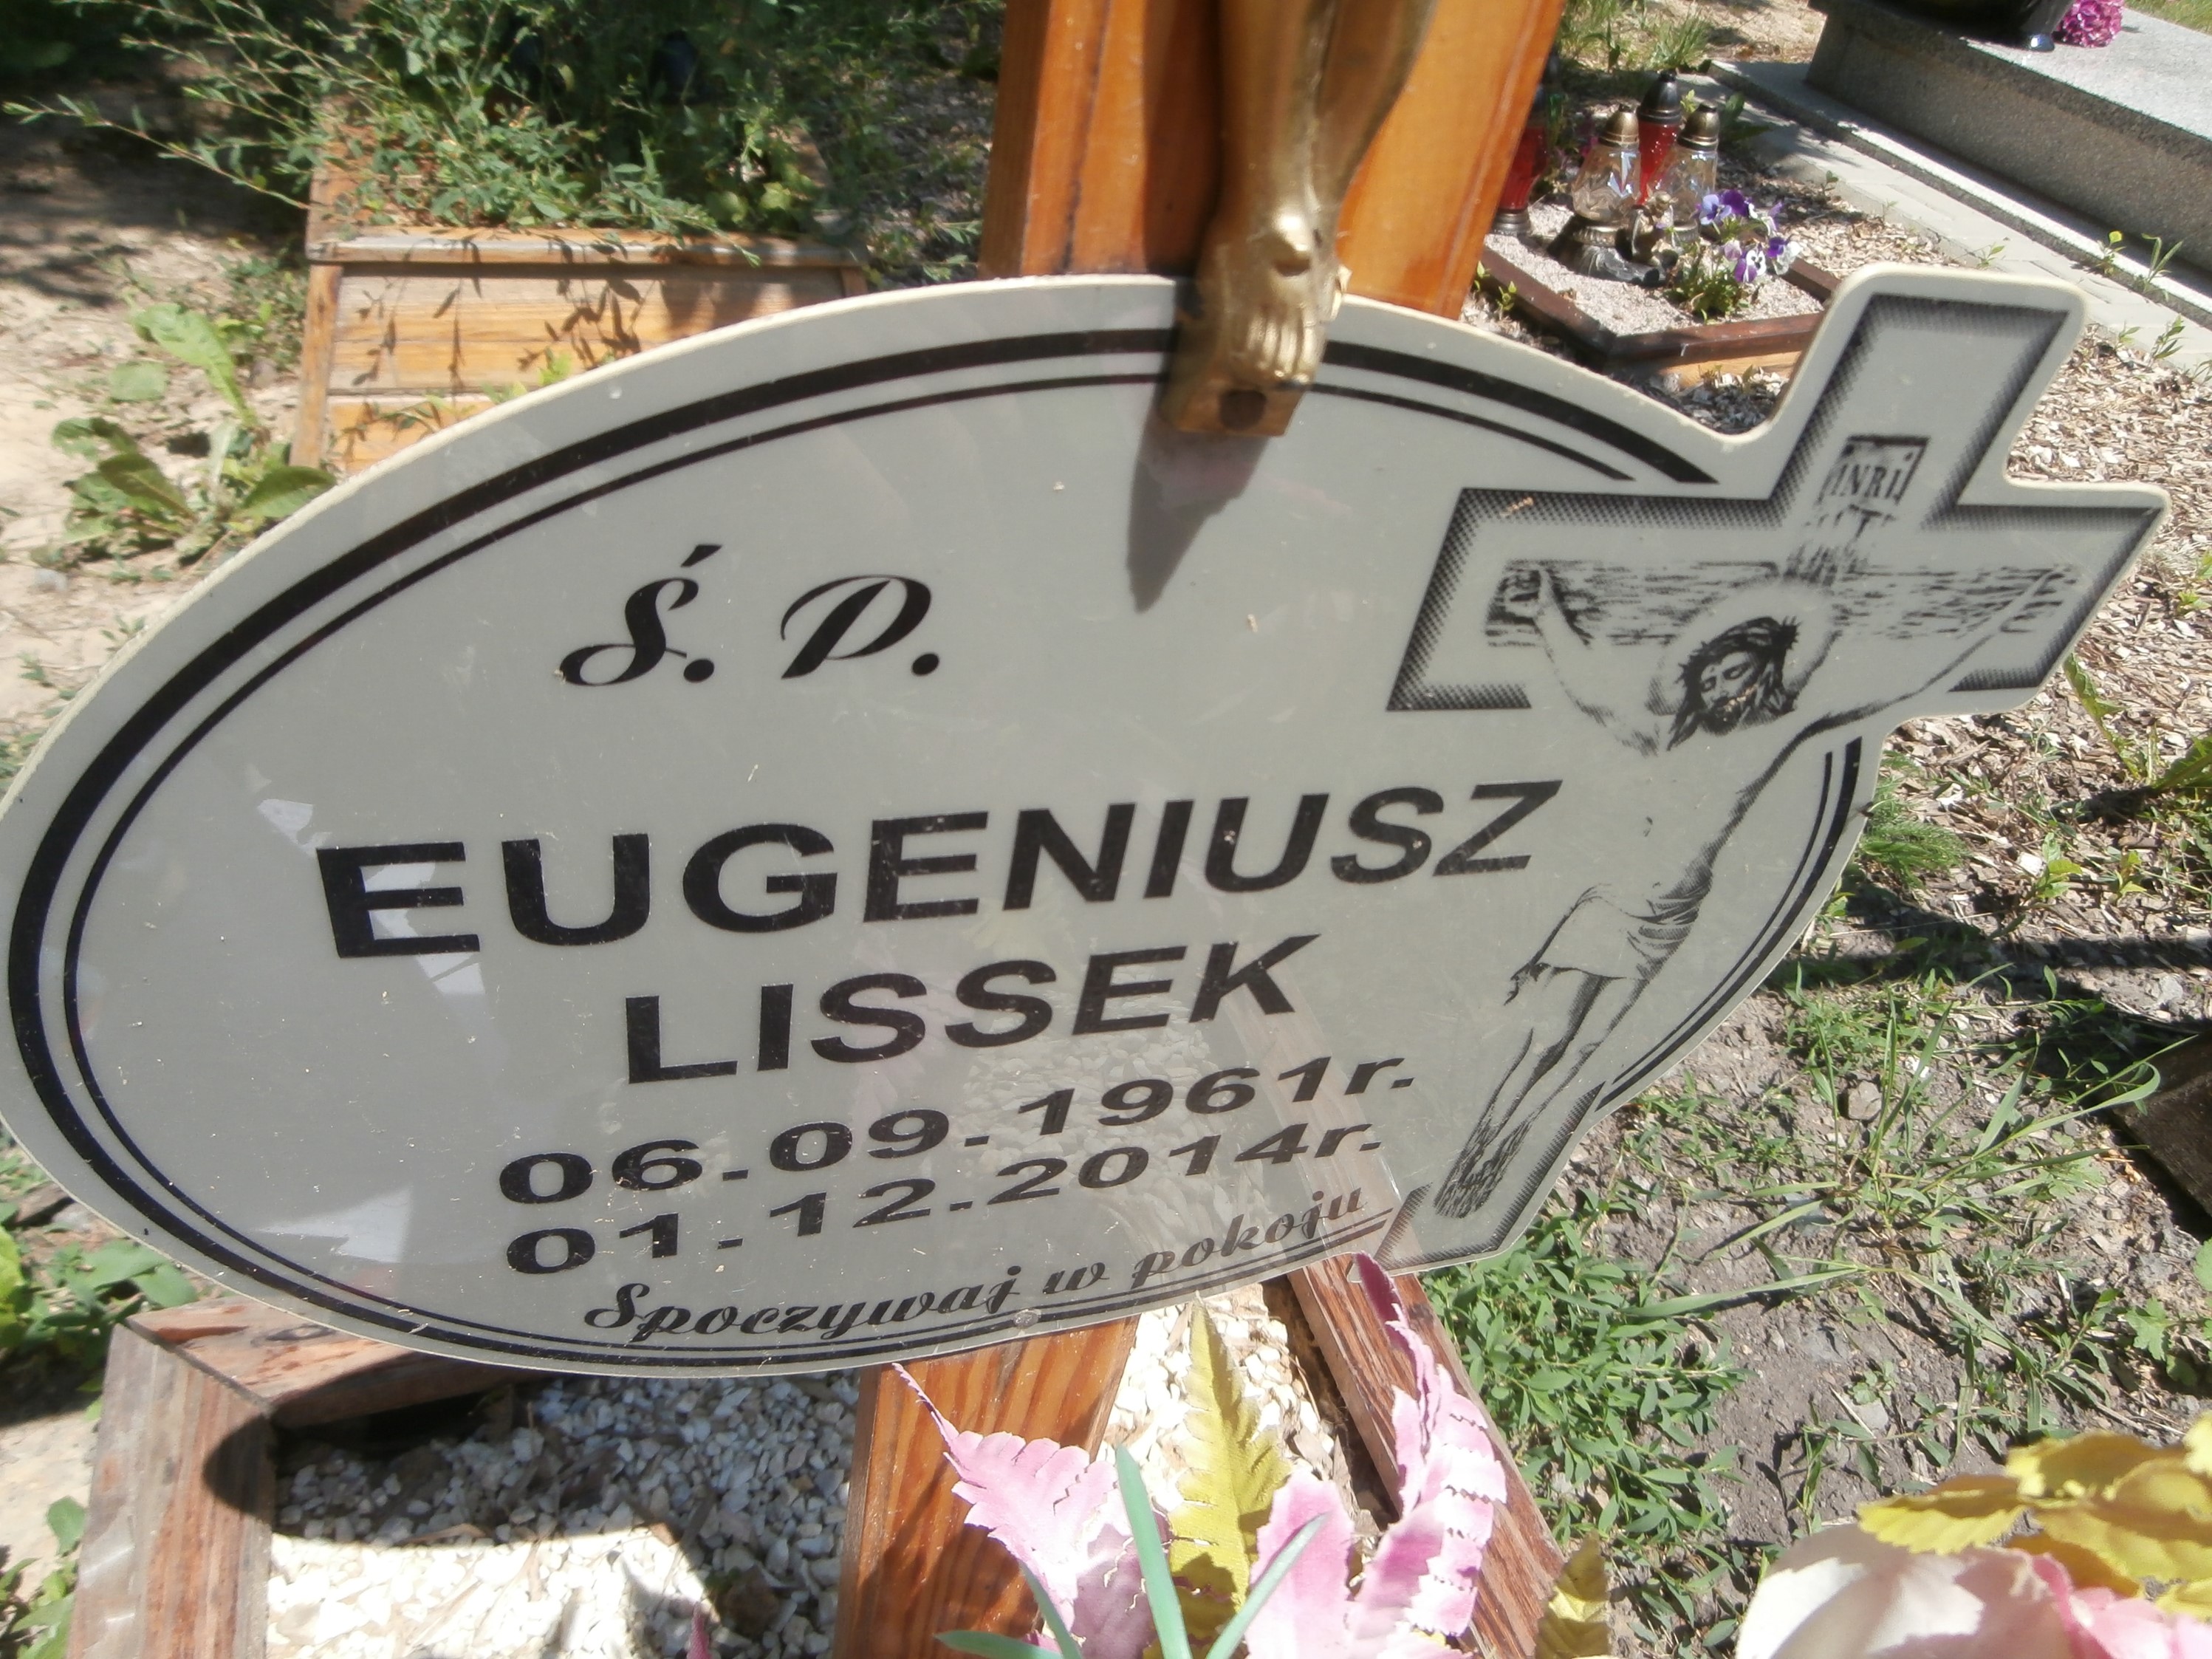 Ś. P.
INRI
EUGENIUSZ
LISSEK
06.09.1961r.
01.12.2014r.
Spoczywaj w pokoju